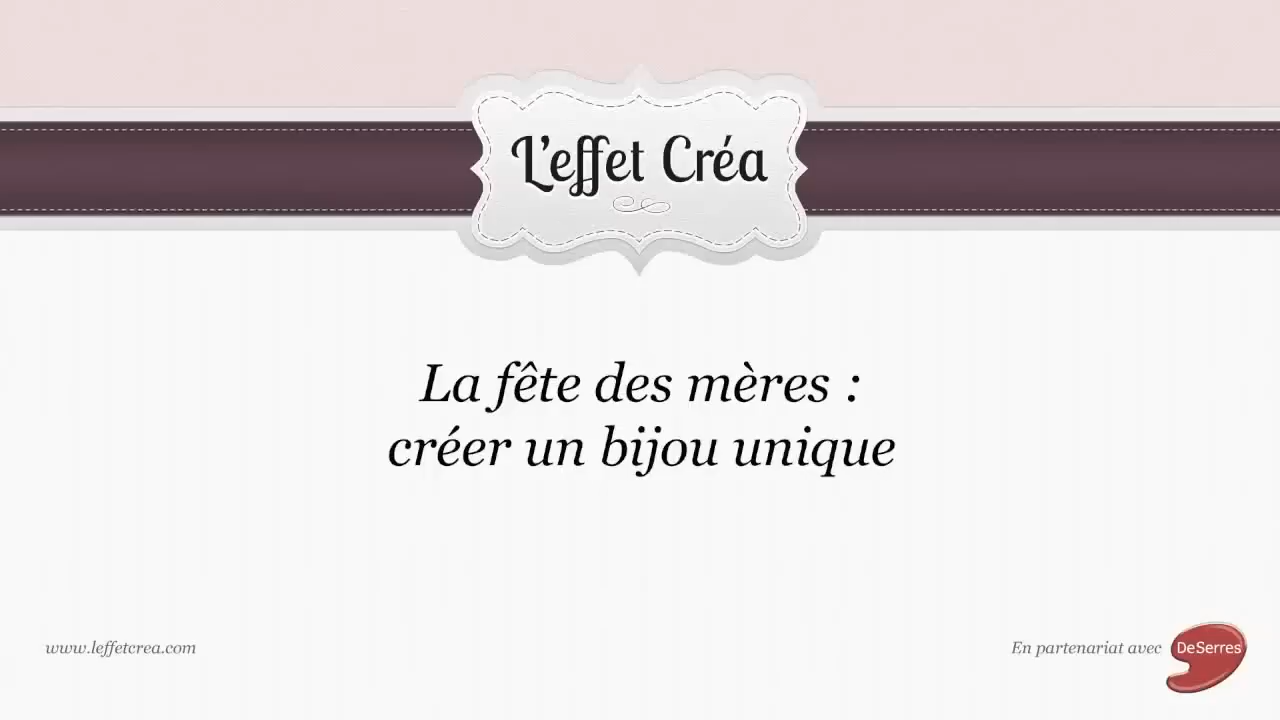 L'effet Créa
La fête des mères :
créer un bijou unique
www.leffetcrea.com
En partenariat avec DeSerres